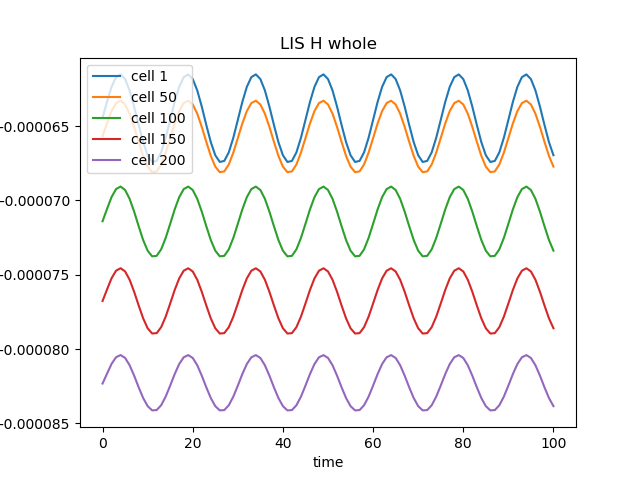 LIS H whole
cell 1
cell 50
cell 100
cell 150
cell 200
-0.000065
-0.000070
-0.000075
-0.000080
-0.000085
0 20 40 60 80 100
time